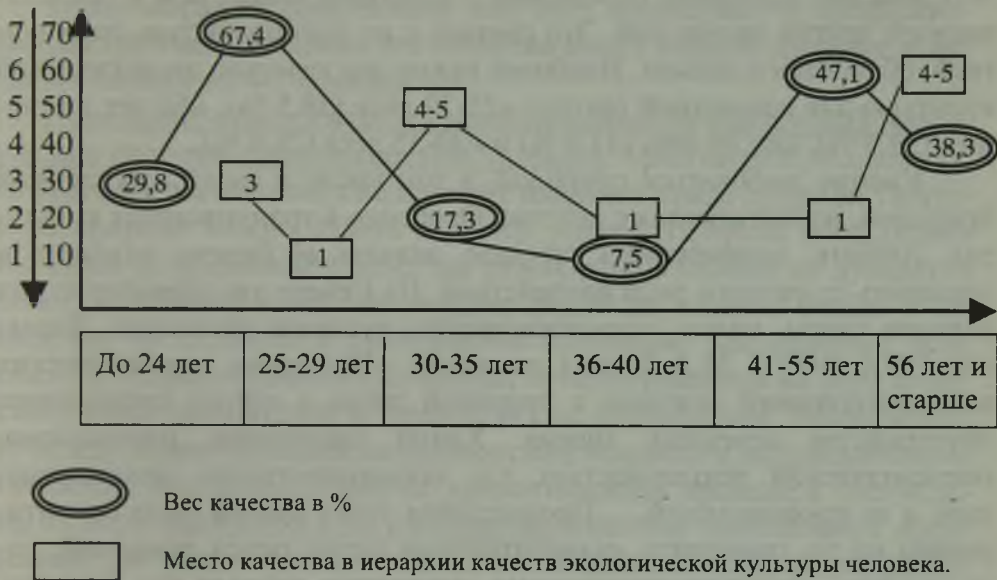 7 70
6 60
5 50
4 40
3 30
2 20
1 10
67,4
47,1
4-5
4-5
38,3
29,8
3
17,3
1
1
1
7,5
До 24 лет
25-29 лет
30-35 лет
36-40 лет
41-55 лет
56 лет и
старше
Вес качества в %
Место качества в иерархии качеств экологической культуры человека.